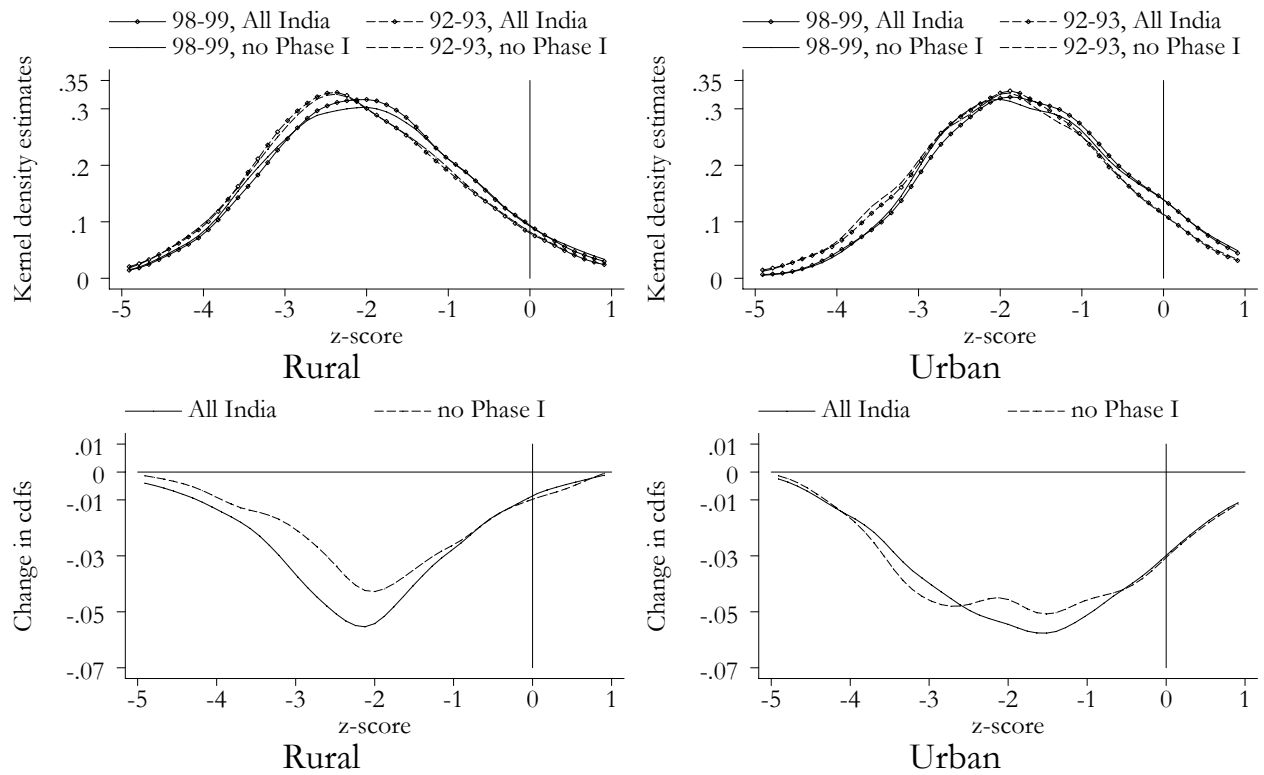 98-99, All India 92-93, All India
98-99, no Phase I 92-93, no Phase I
Kernel density estimates
.35
.3
.2
.1
0
-5 -4 -3 -2 -1 0 1
z-score
Rural
98-99, All India 92-93, All India
98-99, no Phase I 92-93, no Phase I
Kernel density estimates
.35
.3
.2
.1
0
-5 -4 -3 -2 -1 0 1
z-score
Urban
All India no Phase I
Change in cdfs
.01
0
-.01
-.03
-.05
-.07
-5 -4 -3 -2 -1 0 1
z-score
Rural
All India no Phase I
Change in cdfs
.01
0
-.01
-.03
-.05
-.07
-5 -4 -3 -2 -1 0 1
z-score
Urban